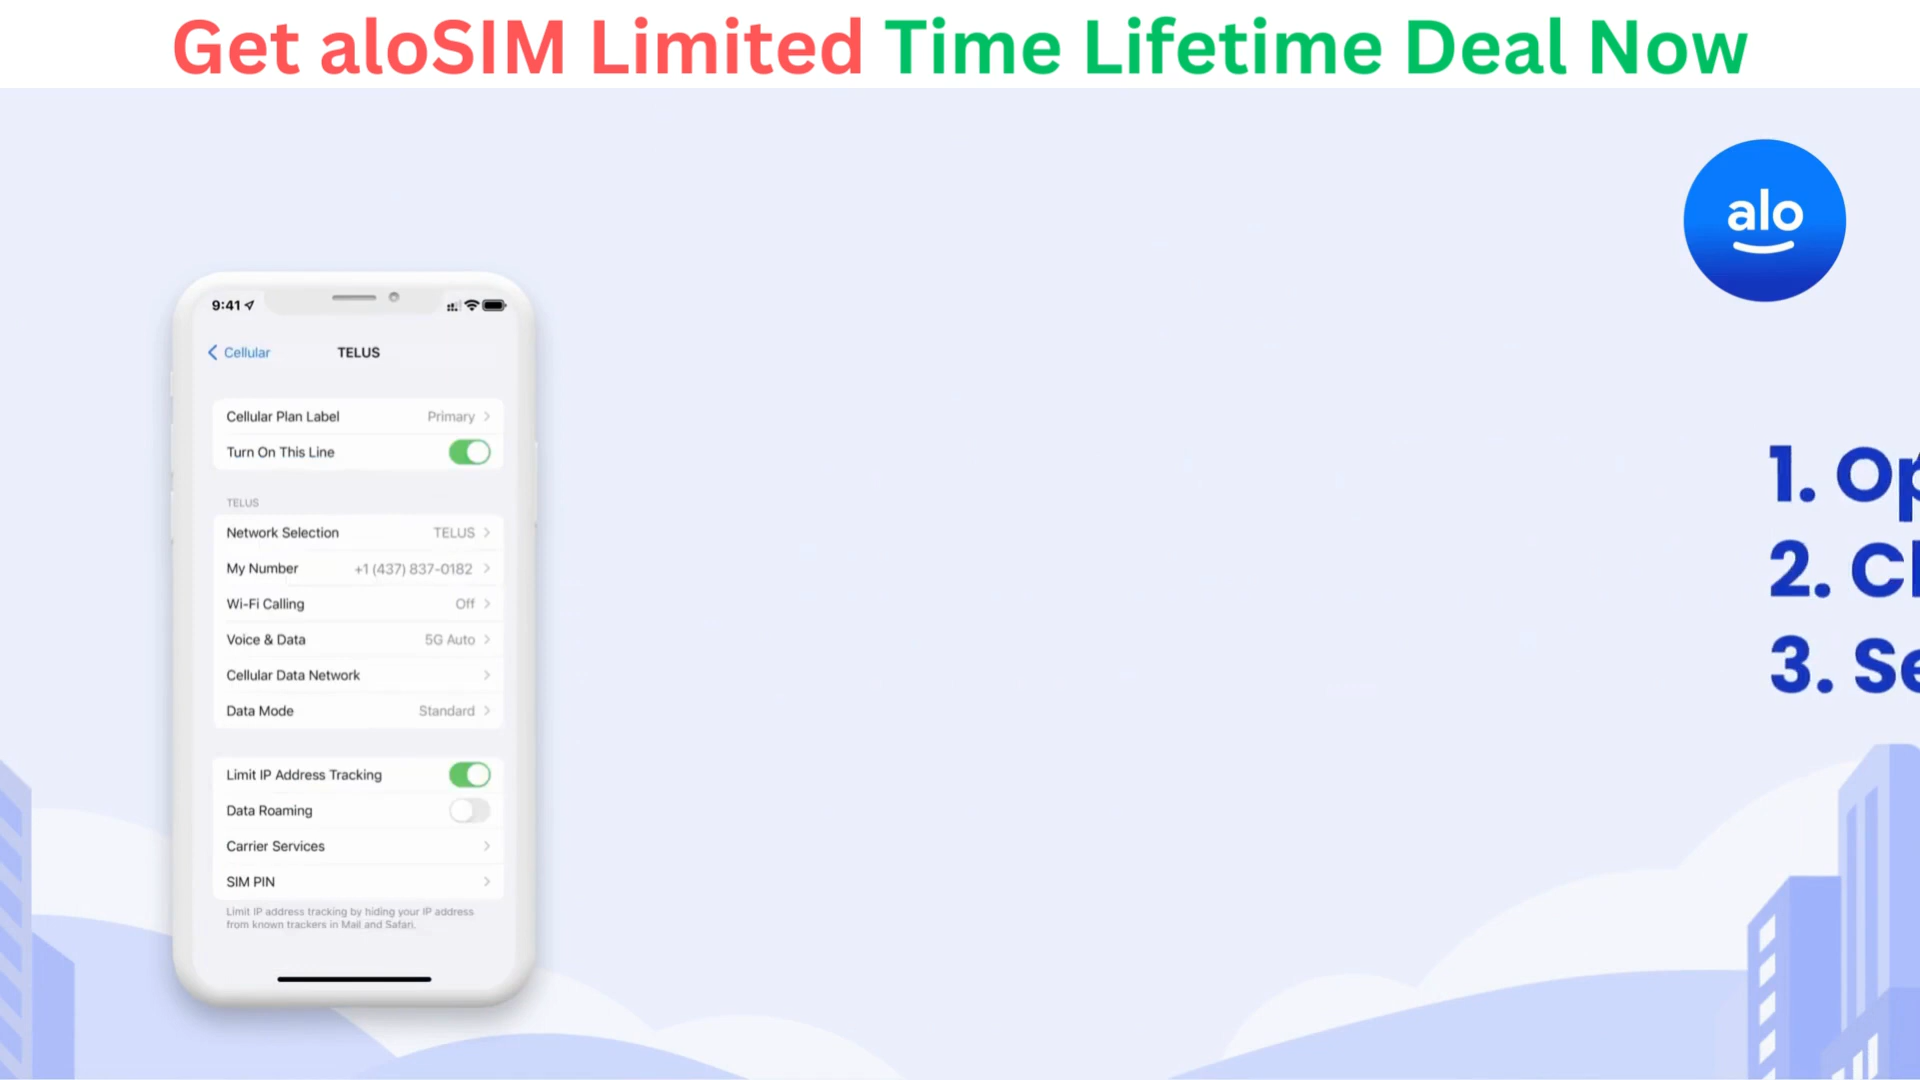 Get aloSIM Limited Time Lifetime Deal Now
alo
9:41
Cellular TELUS
Cellular Plan Label Primary
Turn On This Line
TELUS
Network Selection TELUS
My Number +1 (437) 837-0182
Wi-Fi Calling Off
Voice & Data 5G Auto
Cellular Data Network
Data Mode Standard
Limit IP Address Tracking
Data Roaming
Carrier Services
SIM PIN
Limit IP address tracking by hiding your IP address
from known trackers in Mail and Safari.
1. Op
2. Cl
3. Se